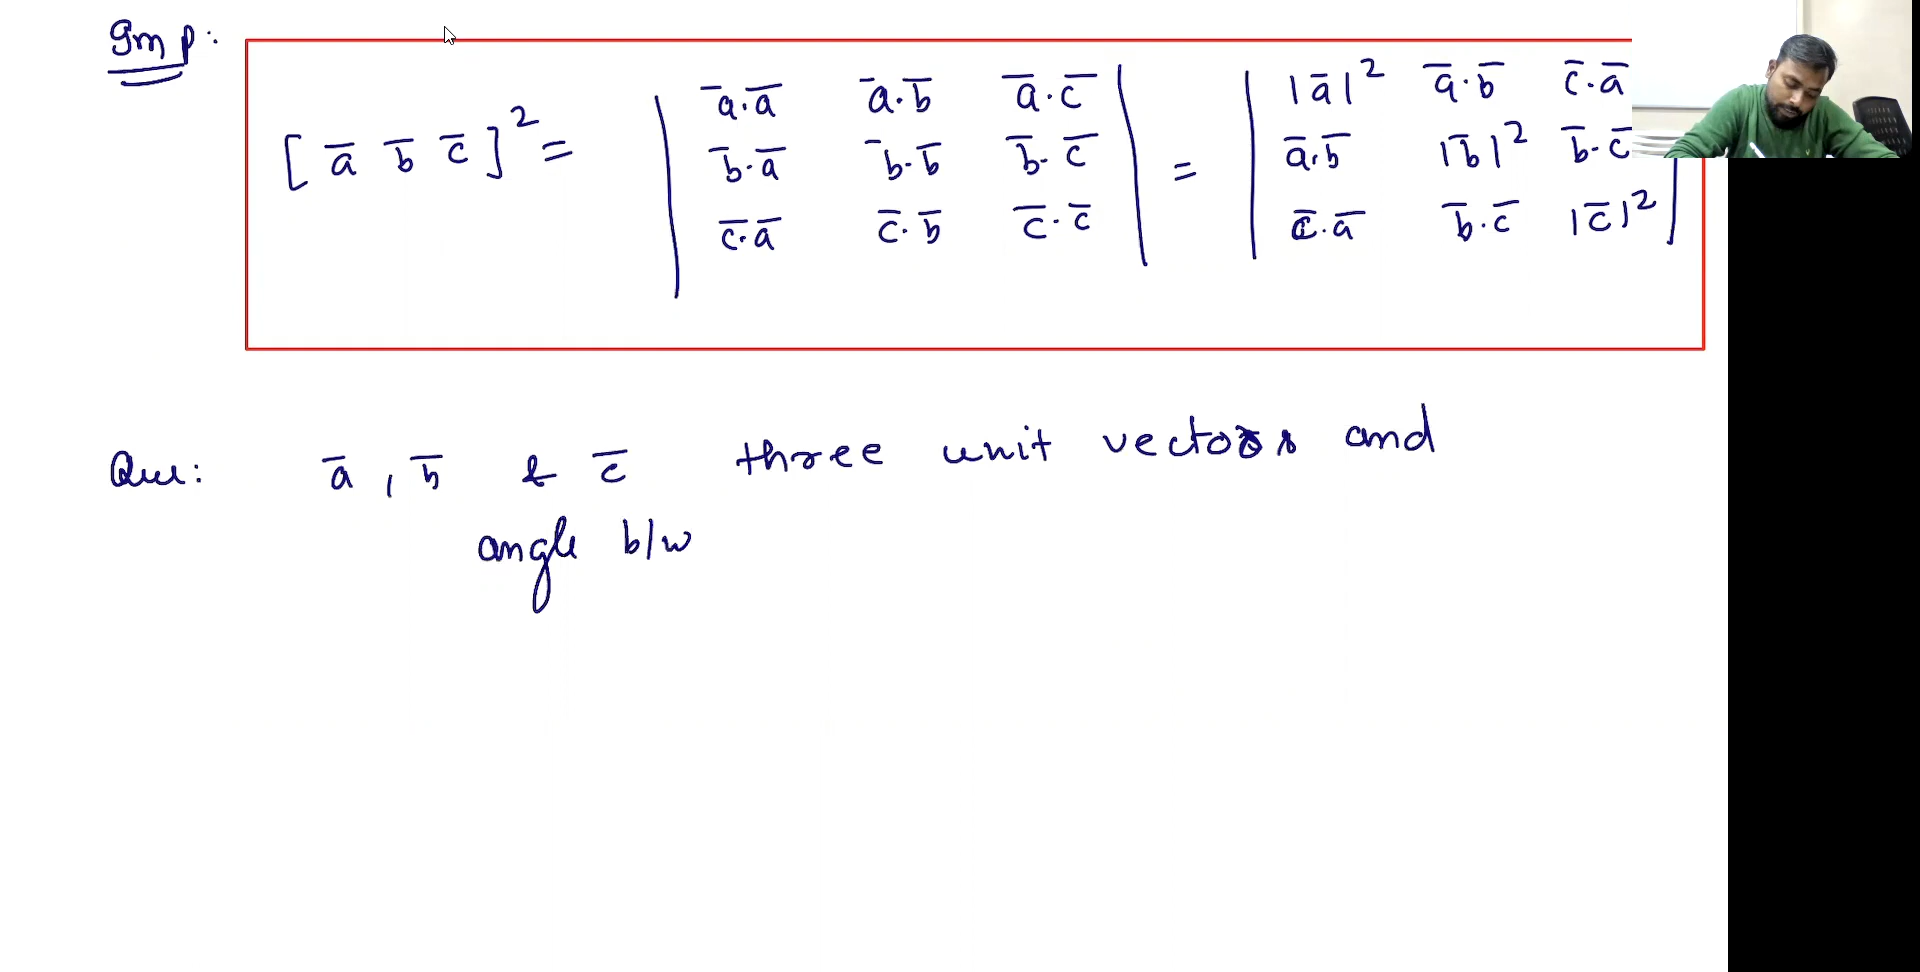 Imp:
[ a̅ b̅ c̅ ]² = | a̅.a̅ a̅.b̅ a̅.c̅ | = | |a̅|² a̅.b̅ c̅.a̅
b̅.a̅ b̅.b̅ b̅.c̅ a̅.b̅ |b̅|² b̅.c̅
c̅.a̅ c̅.b̅ c̅.c̅ c̅.a̅ b̅.c̅ |c̅|² |
Que: a̅ , b̅ & c̅ three unit vectors and
angle b/w